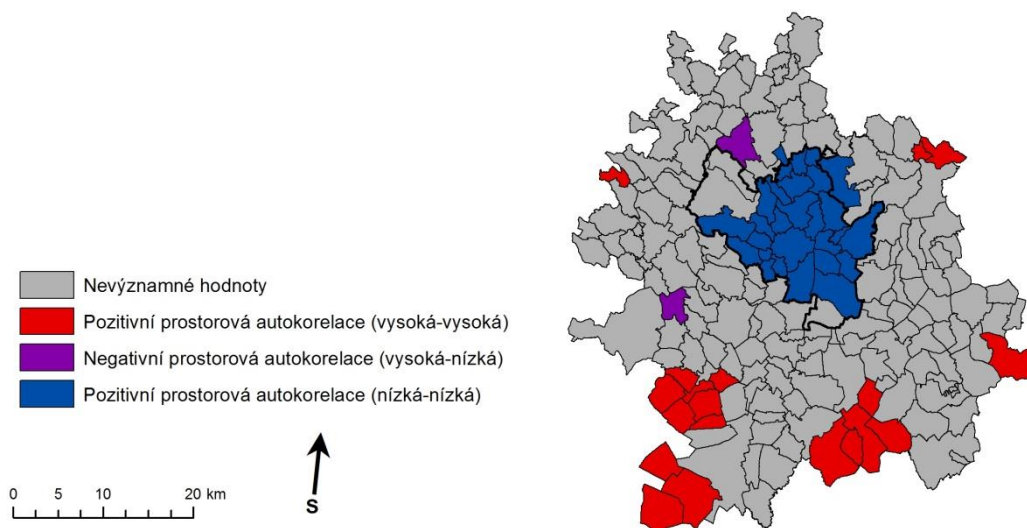 Nevýznamné hodnoty
Pozitivní prostorová autokorelace (vysoká-vysoká)
Negativní prostorová autokorelace (vysoká-nízká)
Pozitivní prostorová autokorelace (nízká-nízká)
S
0 5 10 20 km